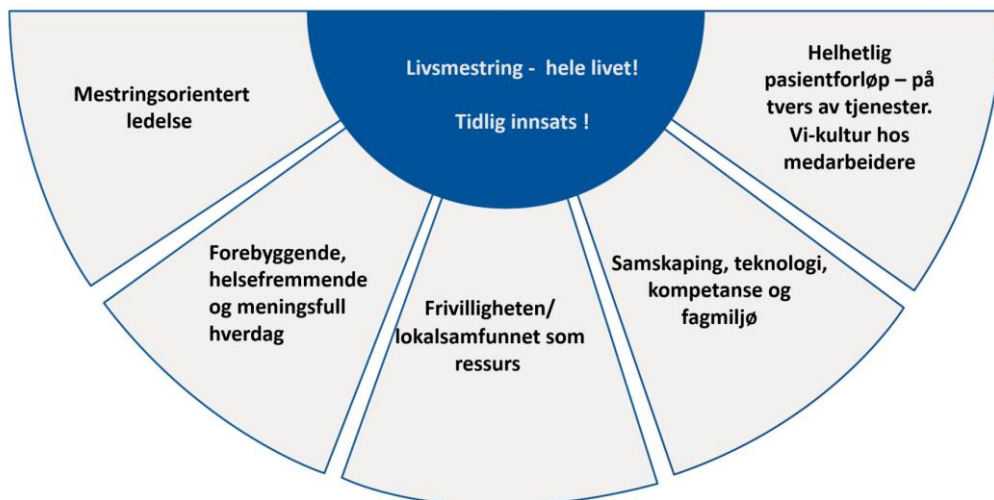 Livsmestring - hele livet!
Tidlig innsats !
Mestringsorientert
ledelse
Forebyggende,
helsefremmende
og meningsfull
hverdag
Frivilligheten/
lokalsamfunnet som
ressurs
Samskaping, teknologi,
kompetanse og
fagmiljø
Helhetlig
pasientforløp – på
tvers av tjenester.
Vi-kultur hos
medarbeidere